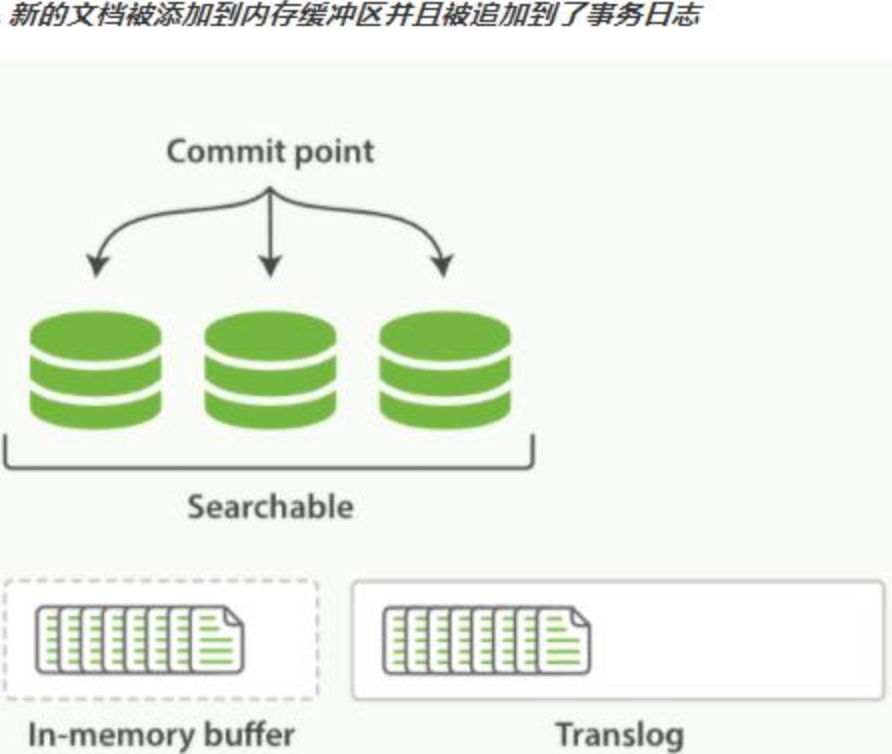 新的文档被添加到内存缓冲区并且被追加到了事务日志
Commit point
Searchable
In-memory buffer
Translog